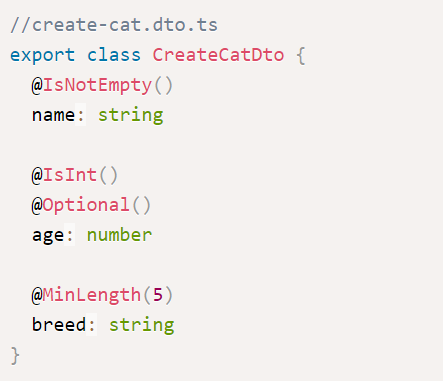 //create-cat.dto.ts
export class CreateCatDto {
@IsNotEmpty()
name: string
@IsInt()
@Optional()
age: number
@MinLength(5)
breed: string
}